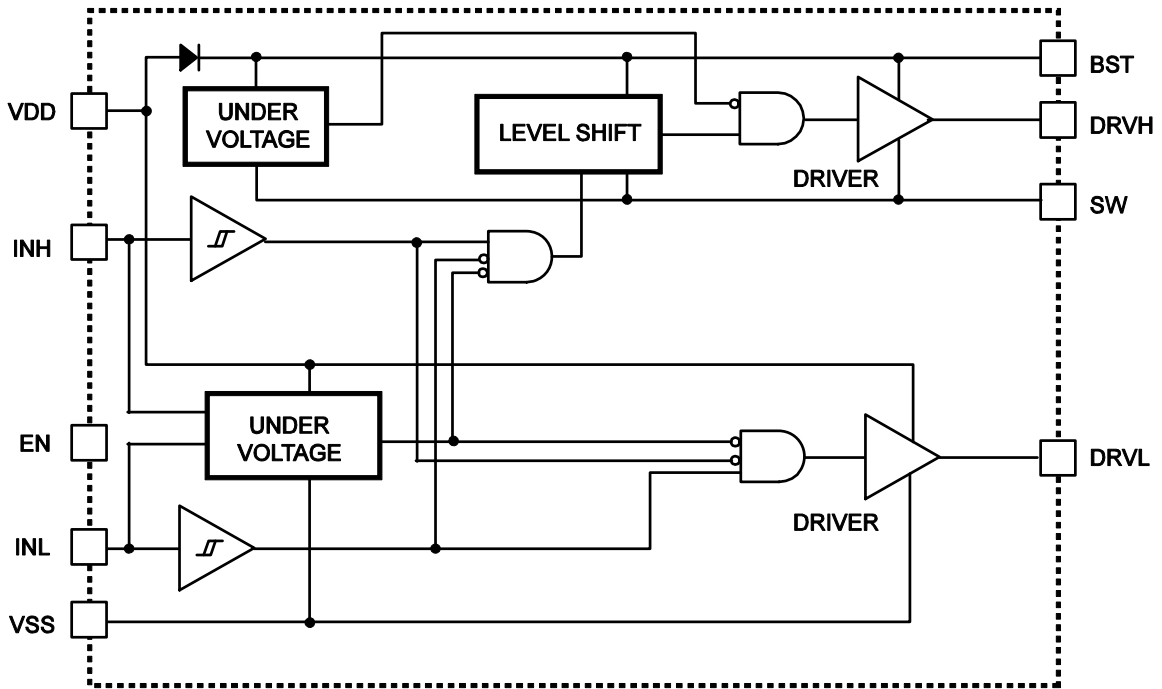 VDD
UNDER
VOLTAGE
LEVEL SHIFT
DRIVER
BST
DRVH
SW
INH
EN
UNDER
VOLTAGE
DRIVER
DRVL
INL
VSS